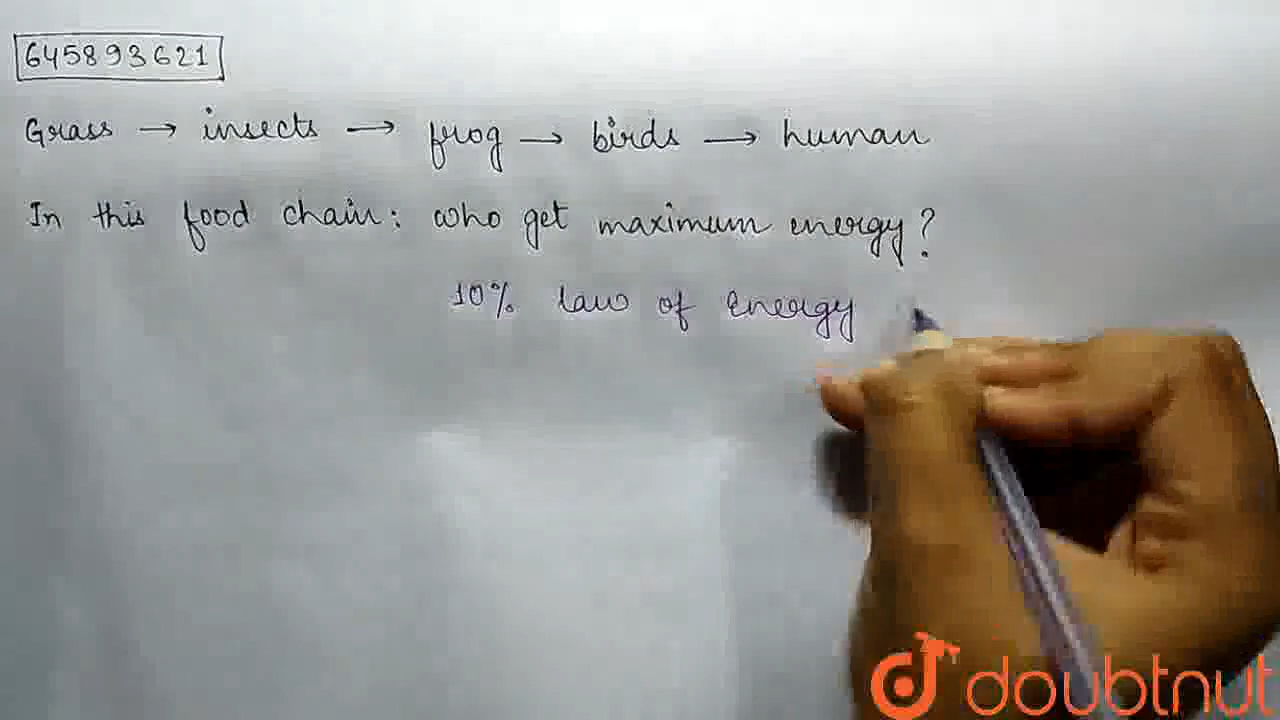 645893621
Grass → insects → frog → birds → human
In this food chain: who get maximum energy?
10% law of energy
doubtnut